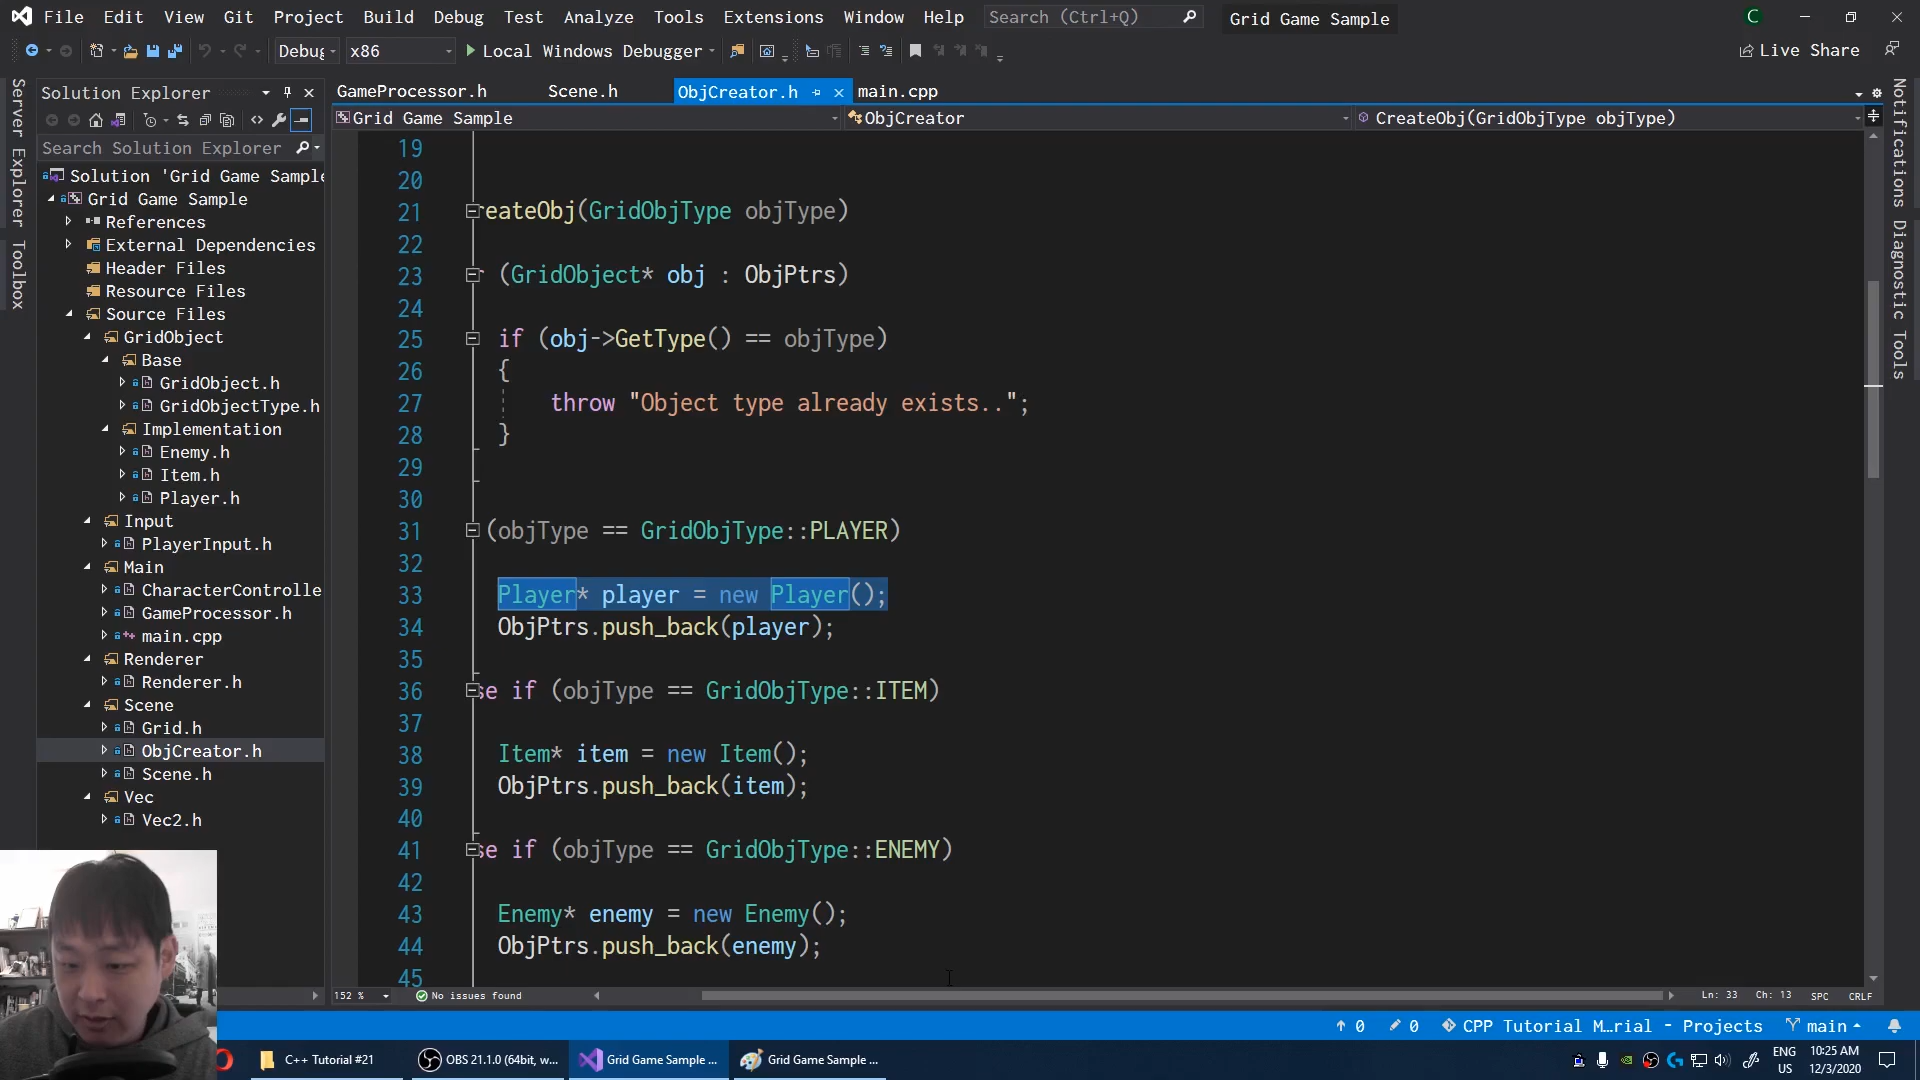 File Edit View Git Project Build Debug Test Analyze Tools Extensions Window Help Search (Ctrl+Q) Grid Game Sample C
Debug x86 Local Windows Debugger Live Share
Server Explorer
Toolbox
Solution Explorer
Search Solution Explorer
Solution 'Grid Game Sample
Grid Game Sample
References
External Dependencies
Header Files
Resource Files
Source Files
GridObject
Base
GridObject.h
GridObjectType.h
Implementation
Enemy.h
Item.h
Player.h
Input
PlayerInput.h
Main
CharacterControlle
GameProcessor.h
main.cpp
Renderer
Renderer.h
Scene
Grid.h
ObjCreator.h
Scene.h
Vec
Vec2.h
GameProcessor.h Scene.h ObjCreator.h main.cpp
Grid Game Sample ObjCreator CreateObj(GridObjType objType)
19
20
21 reateObj(GridObjType objType)
22
23 r (GridObject* obj : ObjPtrs)
24
25 if (obj->GetType() == objType)
26 {
27 throw "Object type already exists..";
28 }
29
30
31 (objType == GridObjType::PLAYER)
32
33 Player* player = new Player();
34 ObjPtrs.push_back(player);
35
36 se if (objType == GridObjType::ITEM)
37
38 Item* item = new Item();
39 ObjPtrs.push_back(item);
40
41 se if (objType == GridObjType::ENEMY)
42
43 Enemy* enemy = new Enemy();
44 ObjPtrs.push_back(enemy);
45
152 % No issues found Ln: 33 Ch: 13 SPC CRLF
Notifications
Diagnostic Tools
0 0 CPP Tutorial M…rial - Projects main
C++ Tutorial #21 OBS 21.1.0 (64bit, w... Grid Game Sample ... Grid Game Sample ... ENG 10:25 AM
US 12/3/2020